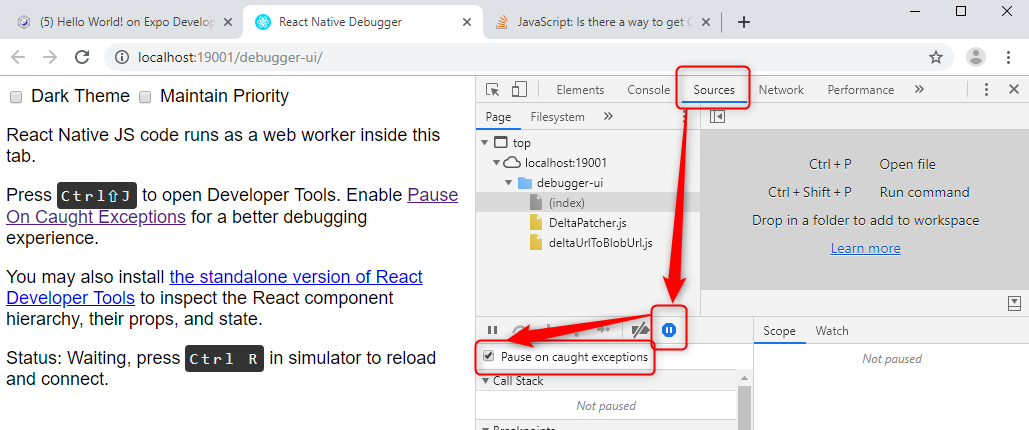 (5) Hello World! on Expo Develop
React Native Debugger
JavaScript: Is there a way to get C
localhost:19001/debugger-ui/
Dark Theme Maintain Priority
React Native JS code runs as a web worker inside this
tab.
Press Ctrl⇧J to open Developer Tools. Enable Pause
On Caught Exceptions for a better debugging
experience.
You may also install the standalone version of React
Developer Tools to inspect the React component
hierarchy, their props, and state.
Status: Waiting, press Ctrl R in simulator to reload
and connect.
Elements Console Sources Network Performance
Page Filesystem
top
localhost:19001
debugger-ui
(index)
DeltaPatcher.js
deltaUrlToBlobUrl.js
Ctrl + P Open file
Ctrl + Shift + P Run command
Drop in a folder to add to workspace
Learn more
Pause on caught exceptions
Call Stack
Not paused
Breakpoints
Scope Watch
Not paused